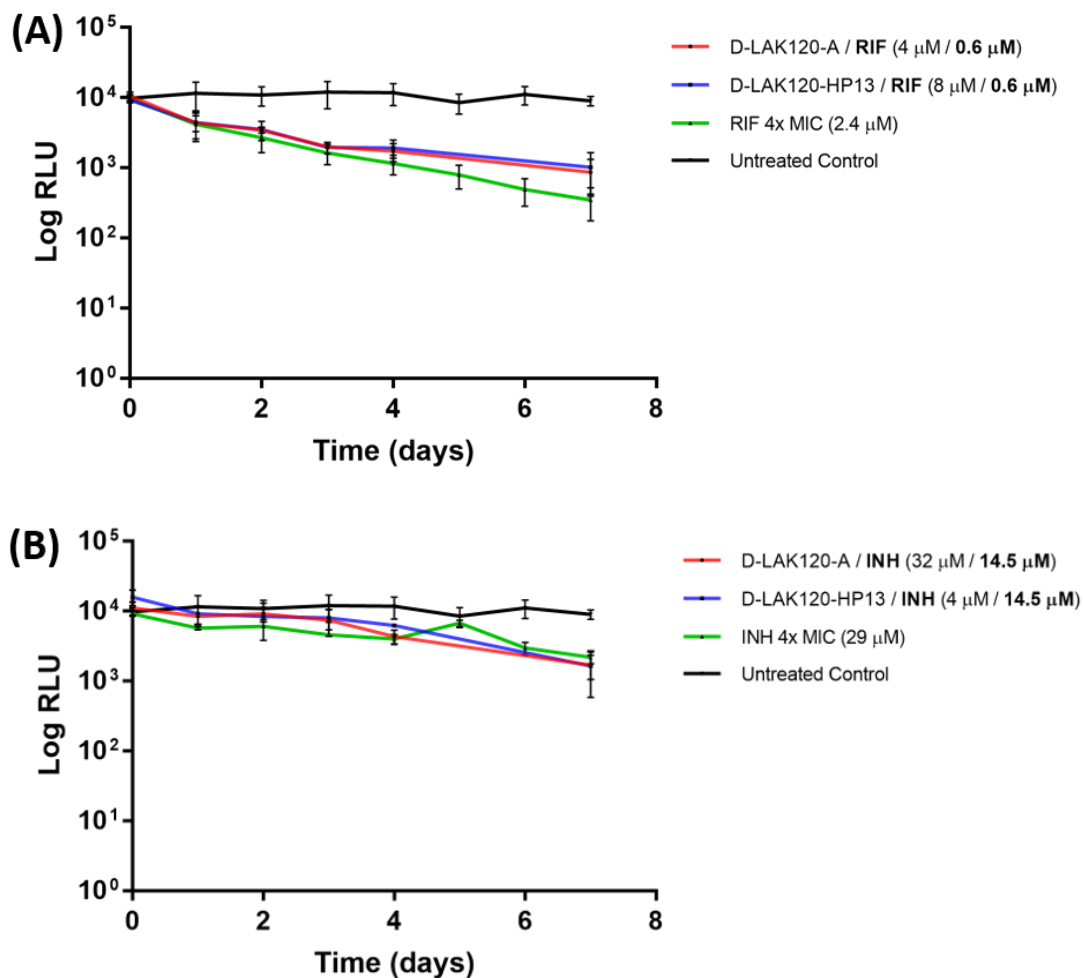 (A)
10⁵
10⁴
10³
10²
10¹
10⁰
Log RLU
0 2 4 6 8
Time (days)
D-LAK120-A / RIF (4 μM / 0.6 μM)
D-LAK120-HP13 / RIF (8 μM / 0.6 μM)
RIF 4x MIC (2.4 μM)
Untreated Control
(B)
10⁵
10⁴
10³
10²
10¹
10⁰
Log RLU
0 2 4 6 8
Time (days)
D-LAK120-A / INH (32 μM / 14.5 μM)
D-LAK120-HP13 / INH (4 μM / 14.5 μM)
INH 4x MIC (29 μM)
Untreated Control